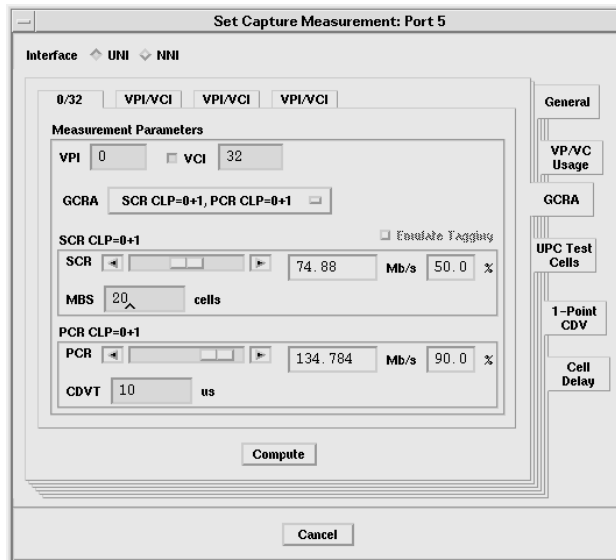 Set Capture Measurement: Port 5
Interface UNI NNI
0/32 VPI/VCI VPI/VCI VPI/VCI
General
Measurement Parameters
VPI 0 VCI 32
VP/VC
Usage
GCRA SCR CLP=0+1, PCR CLP=0+1
GCRA
SCR CLP=0+1 Emulate Tagging
SCR 74.88 Mb/s 50.0 %
UPC Test
Cells
MBS 20 cells
1-Point
CDV
PCR CLP=0+1
PCR 134.784 Mb/s 90.0 %
Cell
Delay
CDVT 10 us
Compute
Cancel